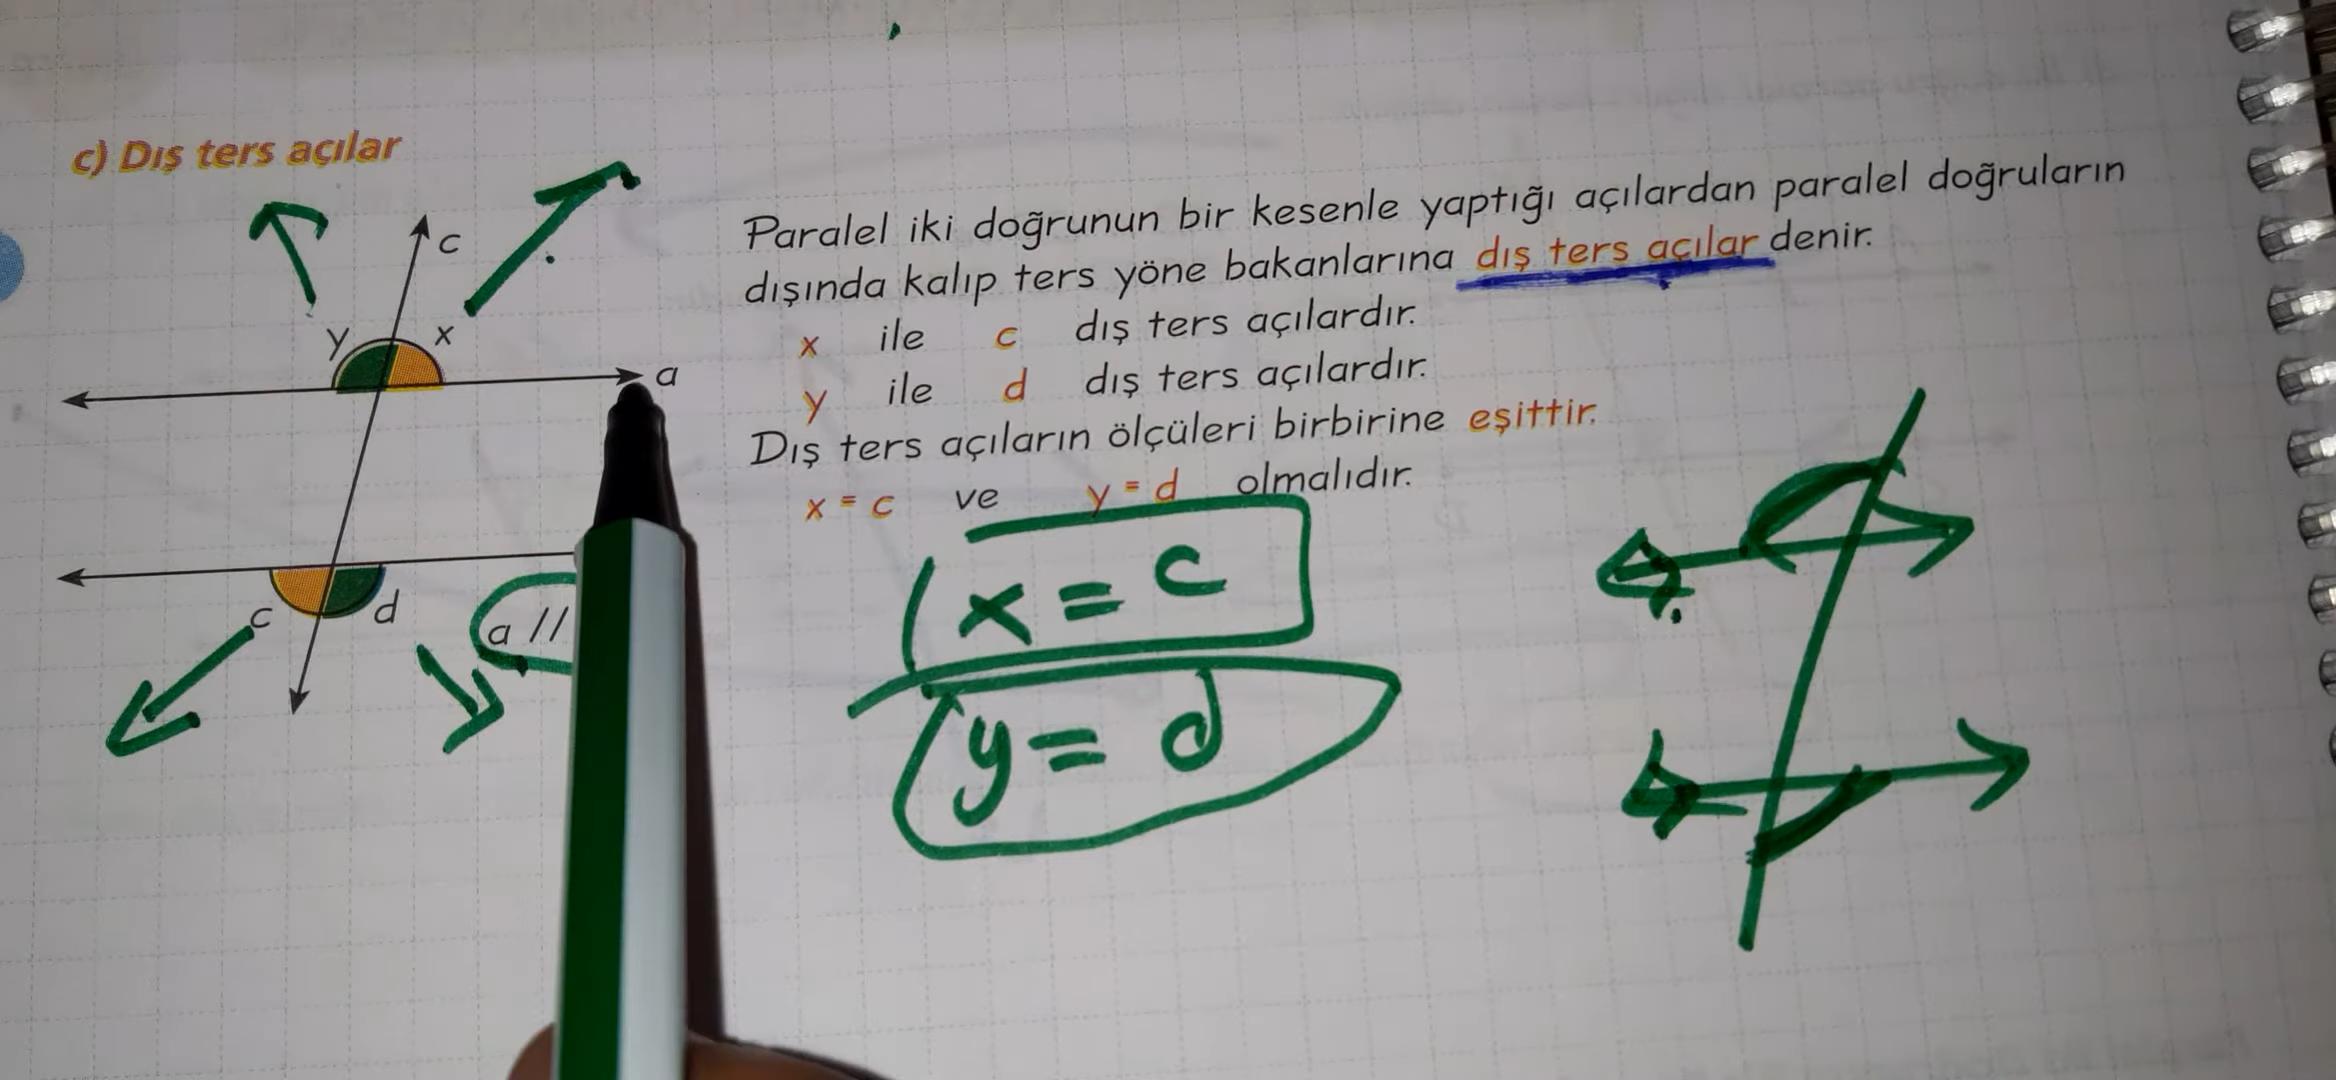 c) Dış ters açılar
c
y
x
a
c
d
a //
Paralel iki doğrunun bir kesenle yaptığı açılardan paralel doğruların
dışında kalıp ters yöne bakanlarına dış ters açılar denir.
x ile c dış ters açılardır.
y ile d dış ters açılardır.
Dış ters açıların ölçüleri birbirine eşittir.
x = c ve y = d olmalıdır.
x = c
y = d